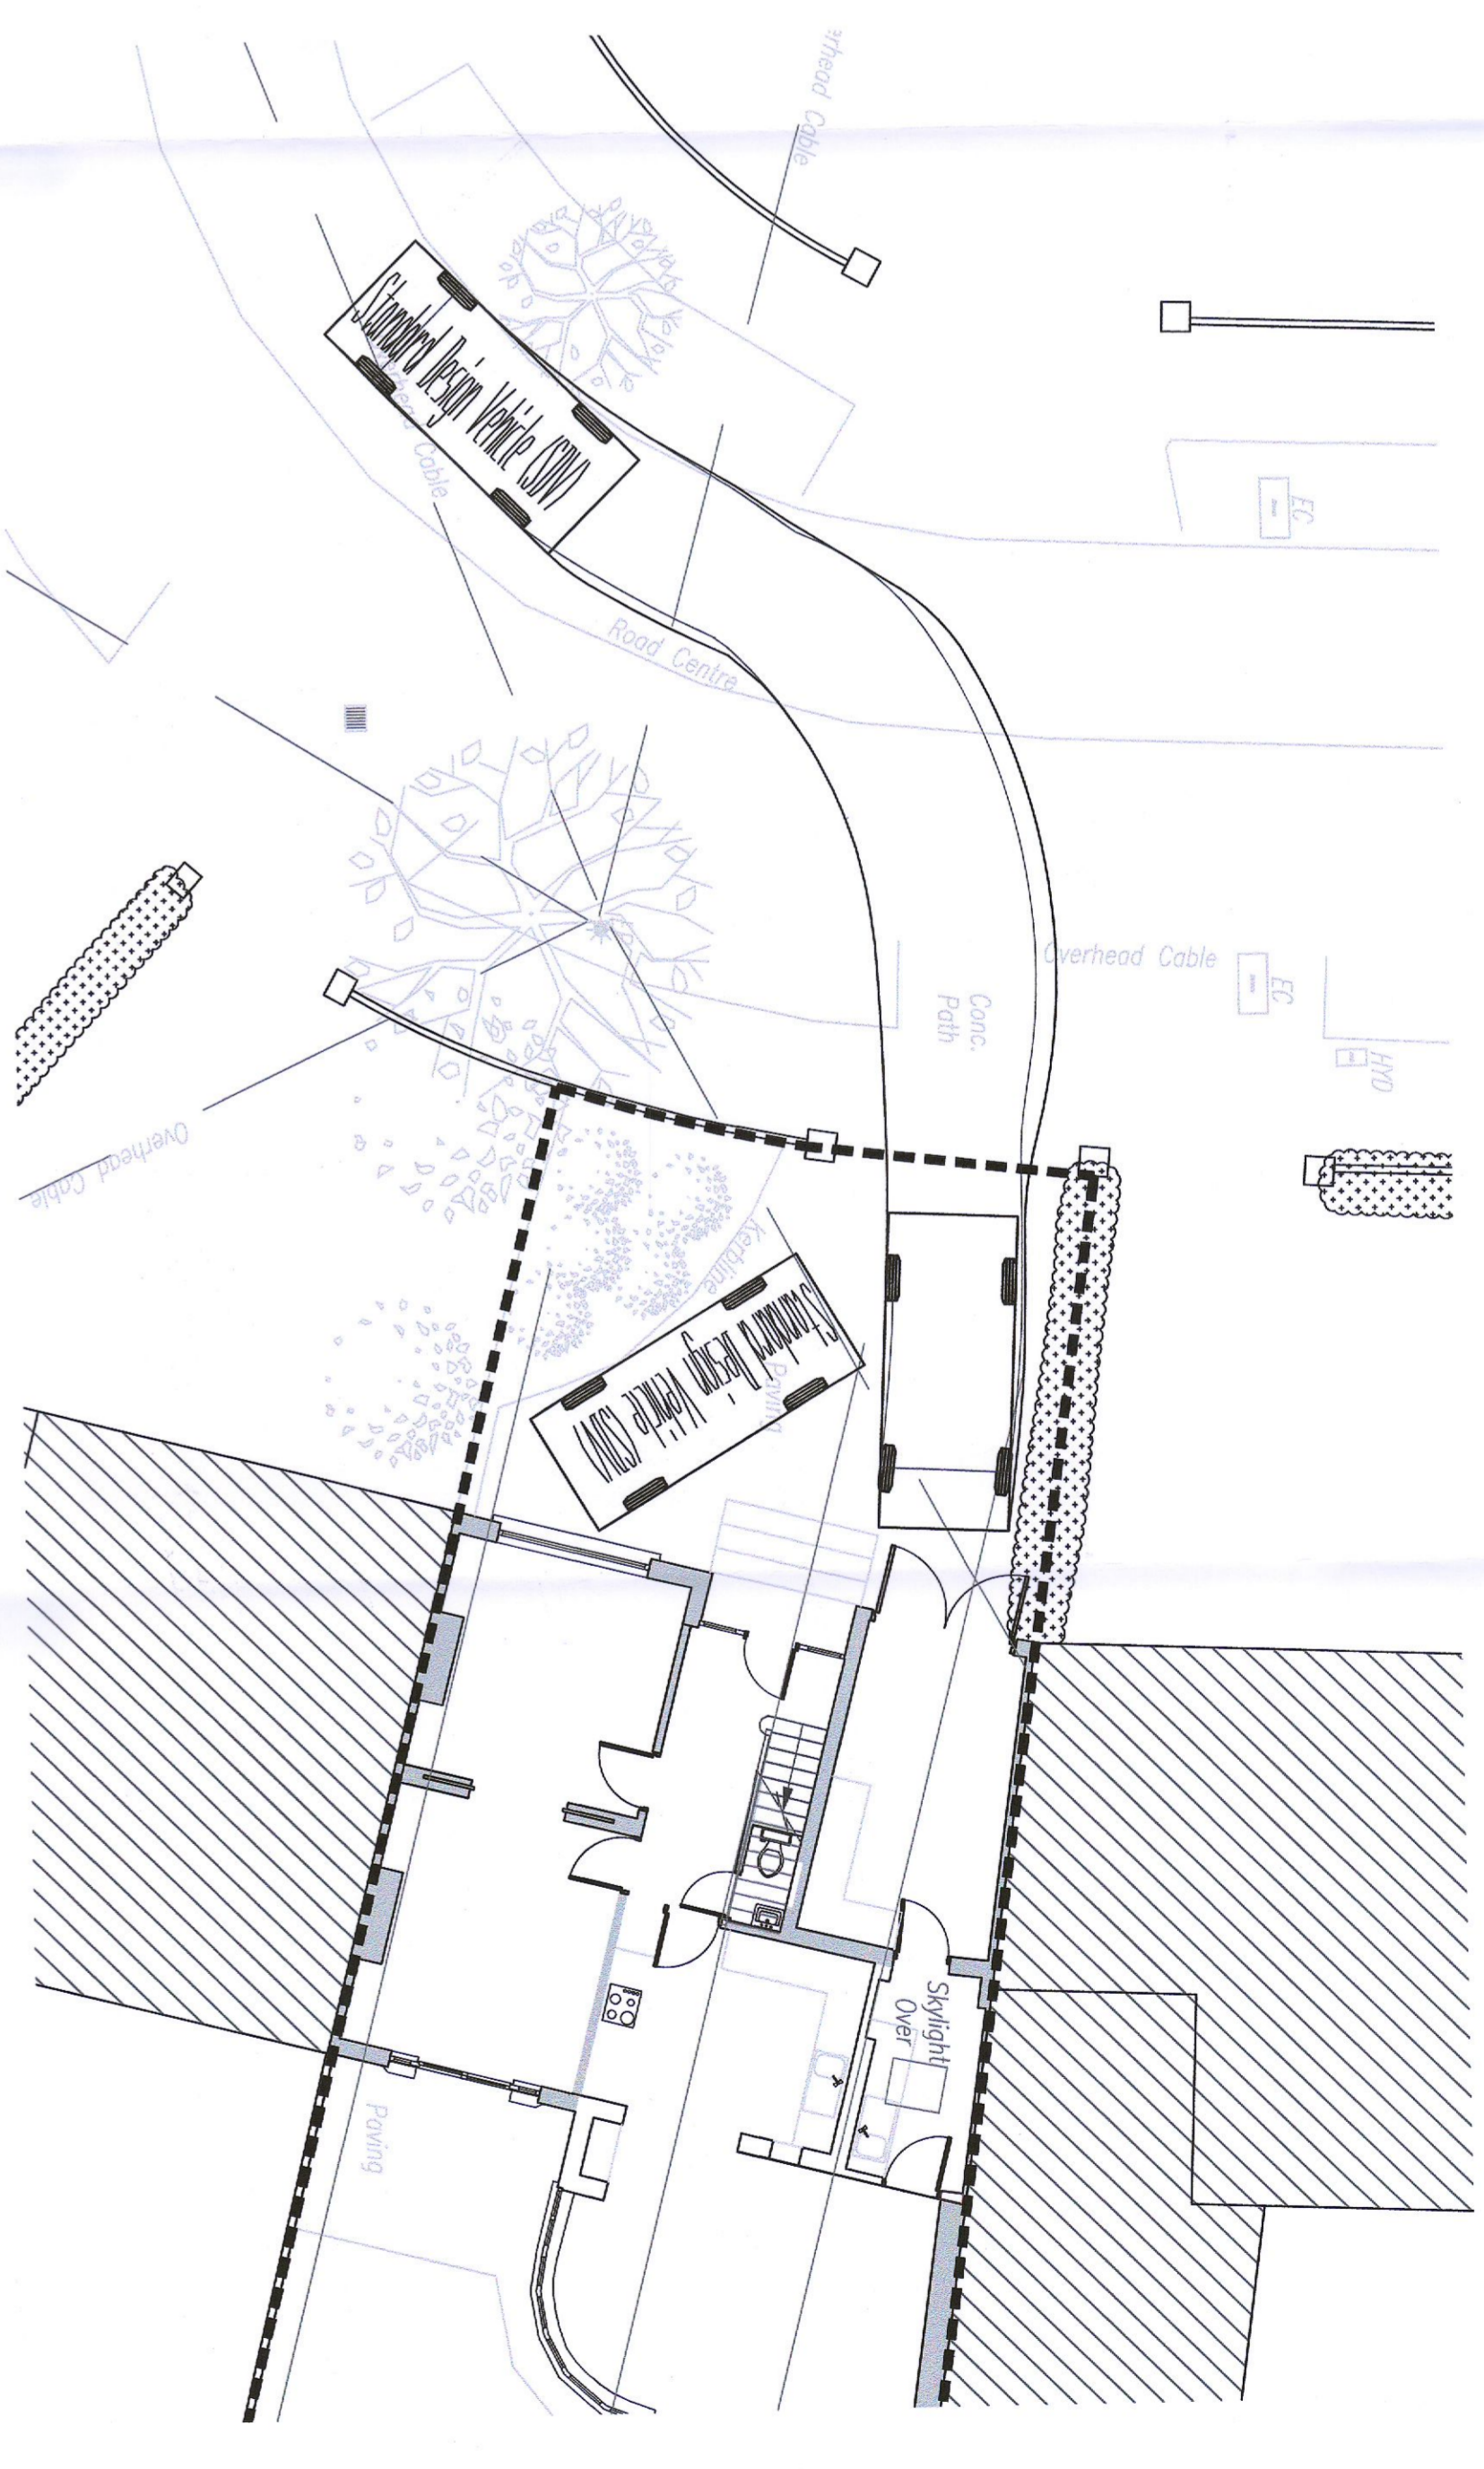 erhead Cable
Standard Design Vehicle (SDV)
Overhead Cable
EC
Road Centre
Overhead Cable
EC
Conc.
Path
HYD
Overhead Cable
Kerbline
Standard Design Vehicle (SDV)
Paving
Skylight
Over
Paving